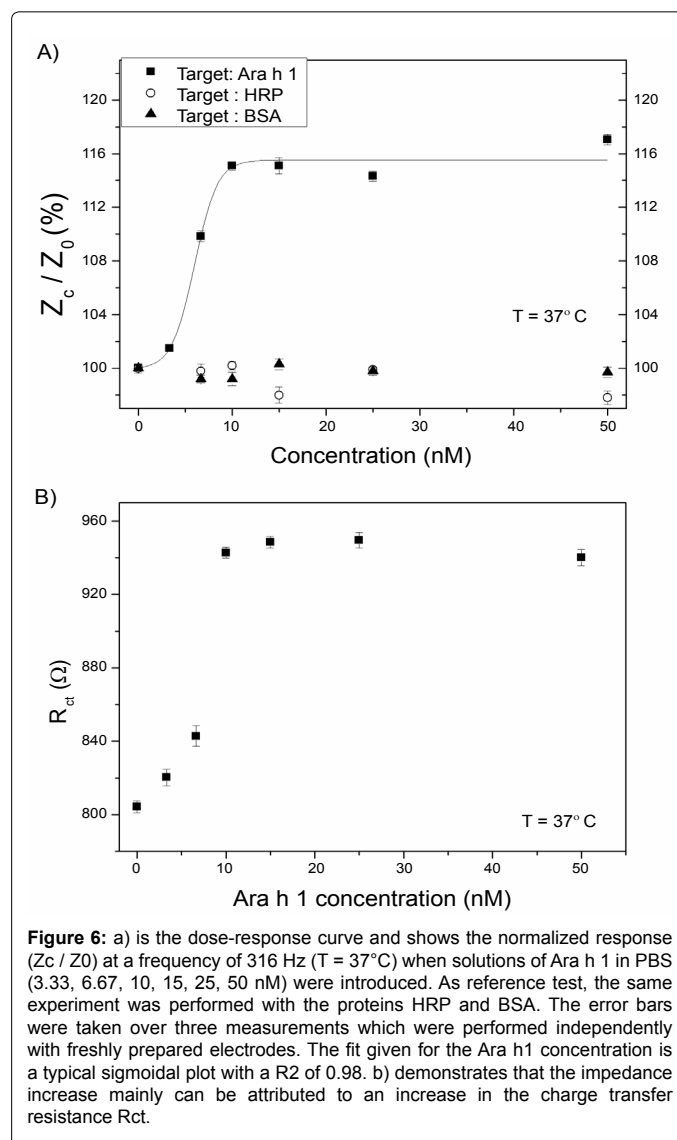 A)
Target: Ara h 1
Target : HRP
Target : BSA
120
116
112
108
104
100
Z_c / Z_0 (%)
120
116
112
108
104
100
T = 37° C
0 10 20 30 40 50
Concentration (nM)
B)
960
920
880
840
800
R_ct (Ω)
T = 37° C
0 10 20 30 40 50
Ara h 1 concentration (nM)
Figure 6: a) is the dose-response curve and shows the normalized response
(Zc / Z0) at a frequency of 316 Hz (T = 37°C) when solutions of Ara h 1 in PBS
(3.33, 6.67, 10, 15, 25, 50 nM) were introduced. As reference test, the same
experiment was performed with the proteins HRP and BSA. The error bars
were taken over three measurements which were performed independently
with freshly prepared electrodes. The fit given for the Ara h1 concentration is
a typical sigmoidal plot with a R2 of 0.98. b) demonstrates that the impedance
increase mainly can be attributed to an increase in the charge transfer
resistance Rct.